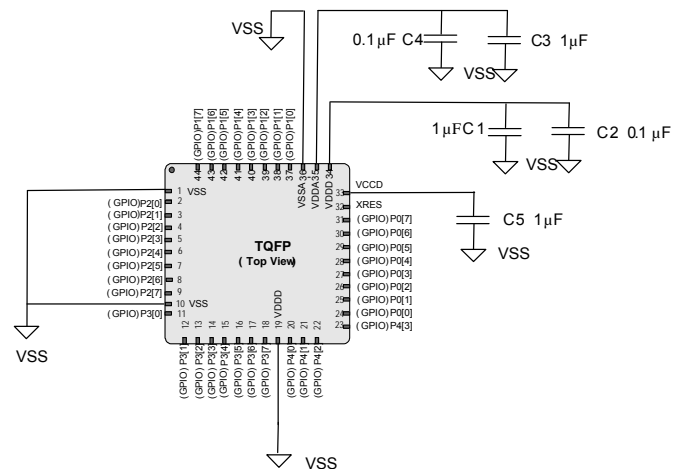 VSS
0.1 µF C4
C3 1µF
VSS
1µFC1
C2 0.1 µF
VSS
44 (GPIO)P1[7]
43 (GPIO)P1[6]
42 (GPIO)P1[5]
41 (GPIO)P1[4]
40 (GPIO)P1[3]
39 (GPIO)P1[2]
38 (GPIO)P1[1]
37 (GPIO)P1[0]
VSSA 36
VDDA 35
VDDD 34
1 VSS
(GPIO)P2[0] 2
(GPIO)P2[1] 3
(GPIO)P2[2] 4
(GPIO)P2[3] 5
(GPIO)P2[4] 6
(GPIO)P2[5] 7
(GPIO)P2[6] 8
(GPIO)P2[7] 9
10 VSS
(GPIO)P3[0] 11
TQFP
( Top View)
33 VCCD
32 XRES
31 (GPIO)P0[7]
30 (GPIO)P0[6]
29 (GPIO)P0[5]
28 (GPIO)P0[4]
27 (GPIO)P0[3]
26 (GPIO)P0[2]
25 (GPIO)P0[1]
24 (GPIO)P0[0]
23 (GPIO)P4[3]
C5 1µF
VSS
12 (GPIO) P3[1]
13 (GPIO) P3[2]
14 (GPIO) P3[3]
15 (GPIO) P3[4]
16 (GPIO) P3[5]
17 (GPIO) P3[6]
18 (GPIO) P3[7]
19 VDDD
20 (GPIO) P4[0]
21 (GPIO) P4[1]
22 (GPIO) P4[2]
VSS
VSS